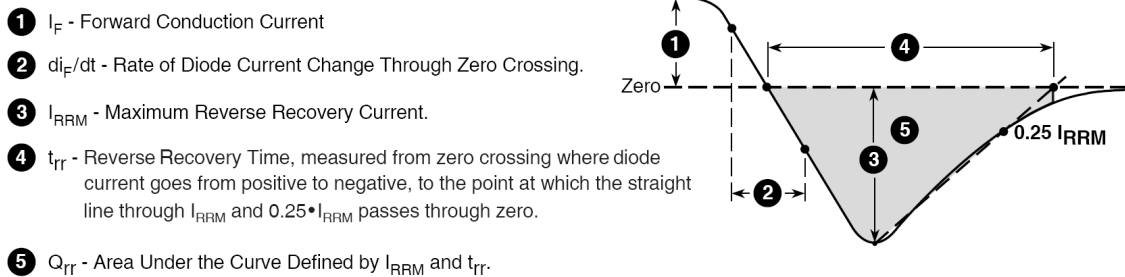 1 I_F - Forward Conduction Current
2 di_F/dt - Rate of Diode Current Change Through Zero Crossing.
3 I_RRM - Maximum Reverse Recovery Current.
4 t_rr - Reverse Recovery Time, measured from zero crossing where diode
current goes from positive to negative, to the point at which the straight
line through I_RRM and 0.25•I_RRM passes through zero.
5 Q_rr - Area Under the Curve Defined by I_RRM and t_rr.
1
4
Zero
5
0.25 I_RRM
3
2